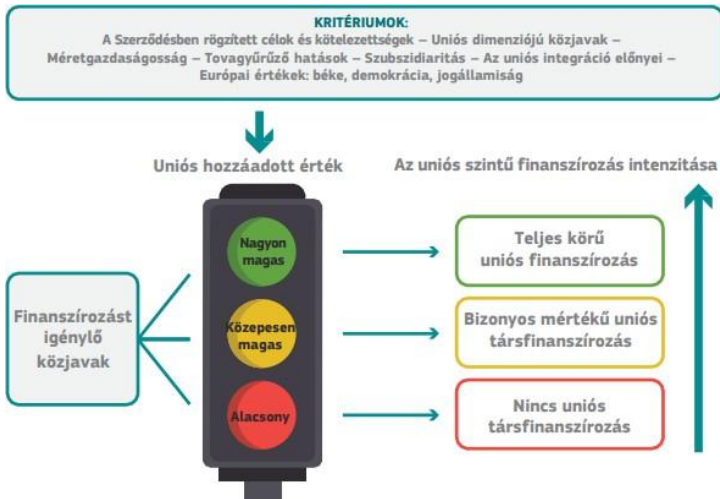 KRITÉRIUMOK:
A Szerződésben rögzített célok és kötelezettségek – Uniós dimenziójú közjavak –
Méretgazdaságosság – Tovagyűrűző hatások – Szubszidiaritás – Az uniós integráció előnyei –
Európai értékek: béke, demokrácia, jogállamiság
Uniós hozzáadott érték
Az uniós szintű finanszírozás intenzitása
Finanszírozást
igénylő
közjavak
Nagyon
magas
Teljes körű
uniós finanszírozás
Közepesen
magas
Bizonyos mértékű uniós
társfinanszírozás
Alacsony
Nincs uniós
társfinanszírozás